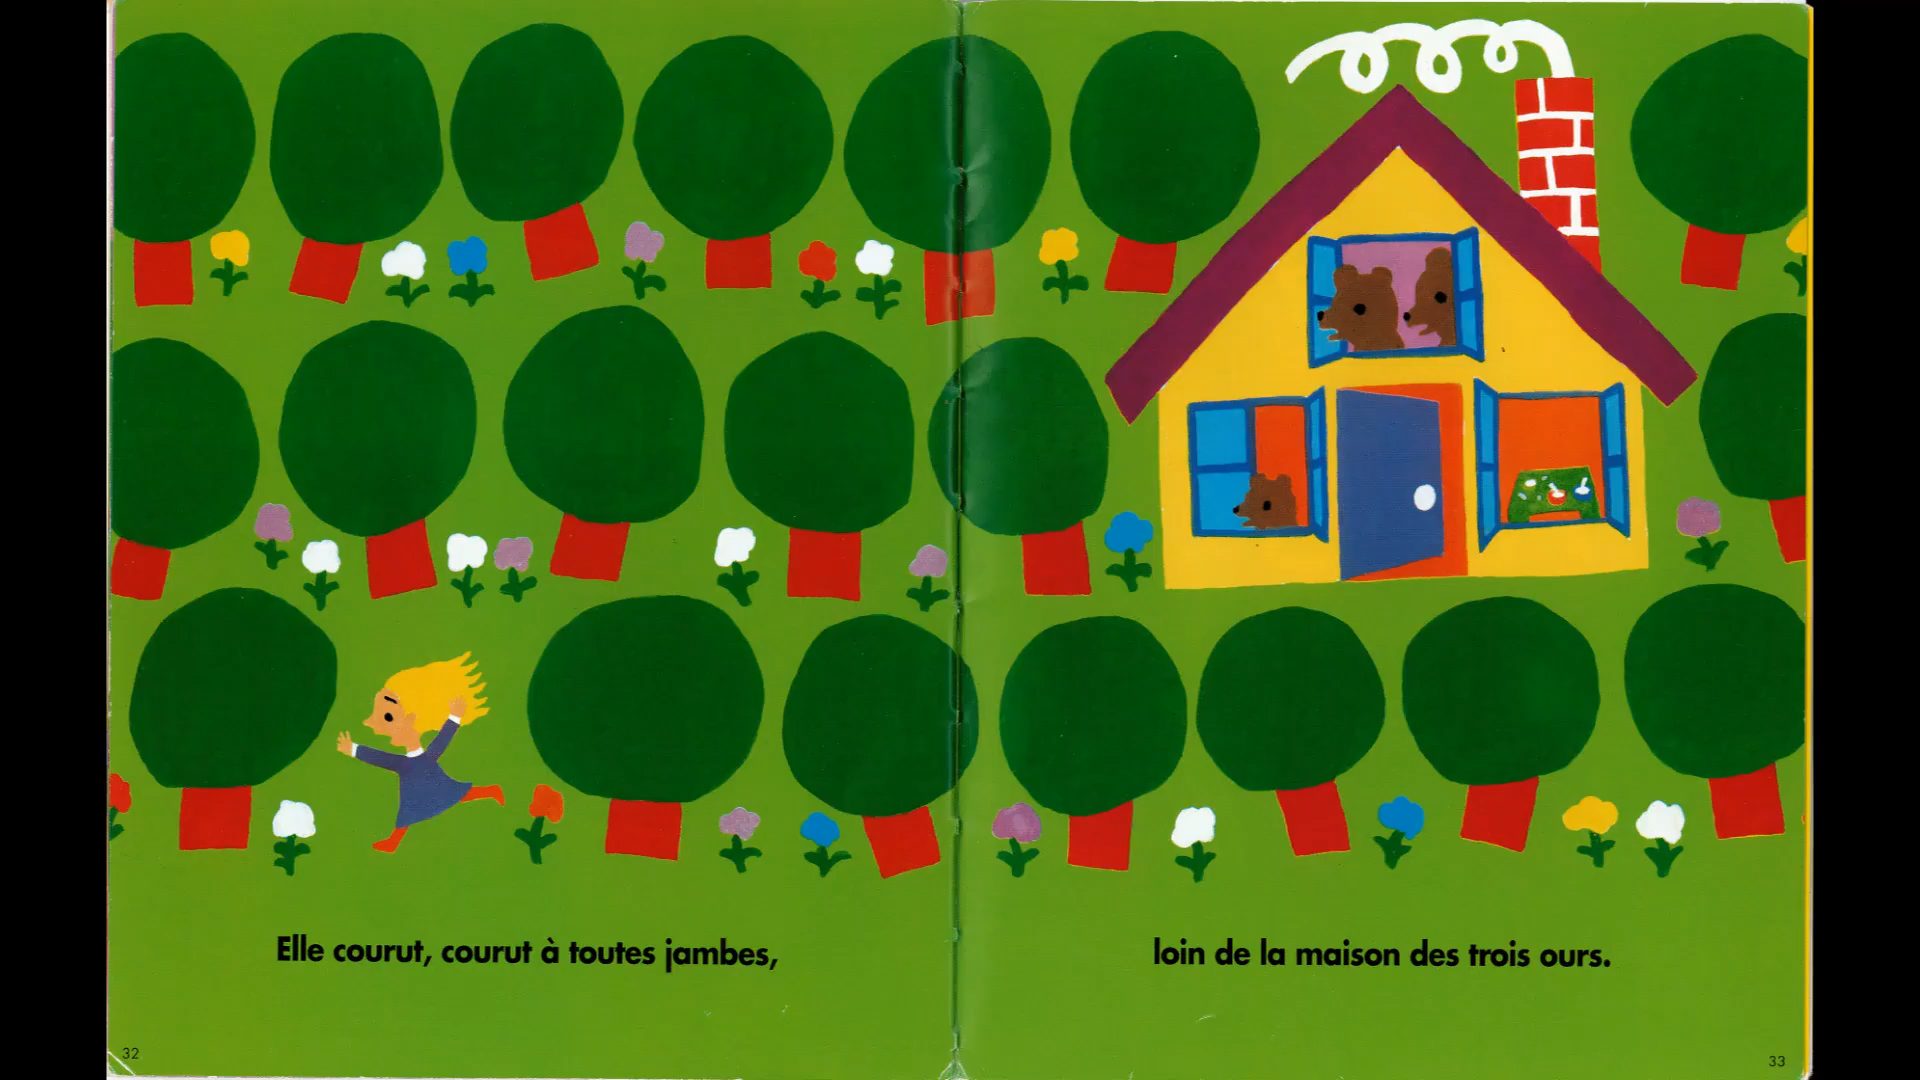 Elle courut, courut à toutes jambes,
loin de la maison des trois ours.
32
33